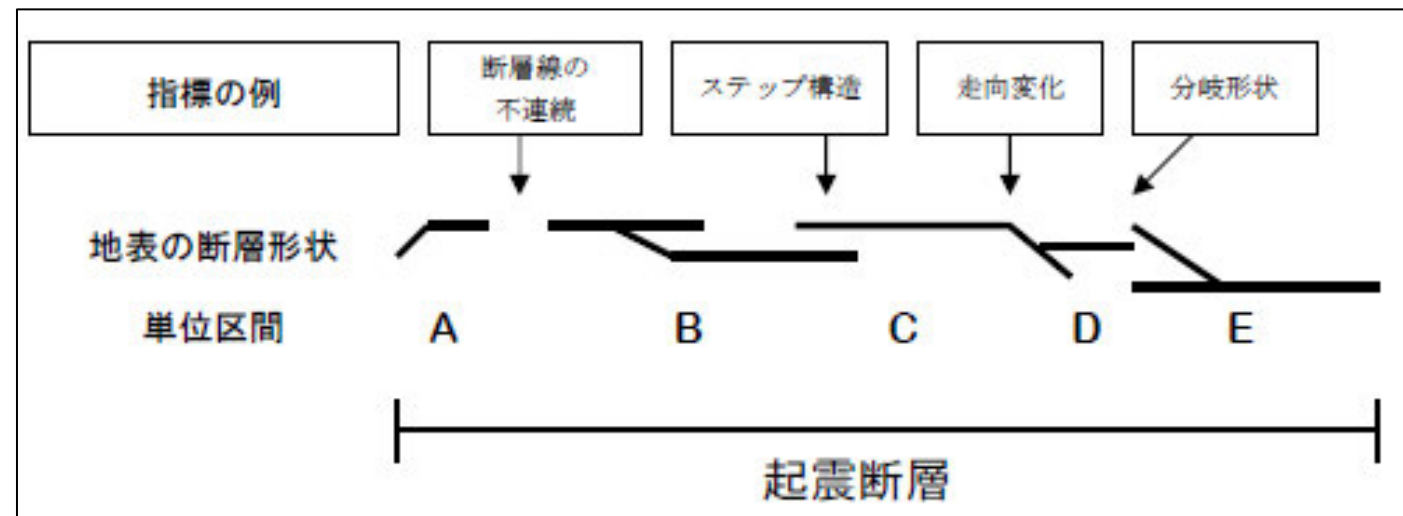 指標の例
断層線の
不連続
ステップ構造
走向変化
分岐形状
地表の断層形状
単位区間
A
B
C
D
E
起震断層